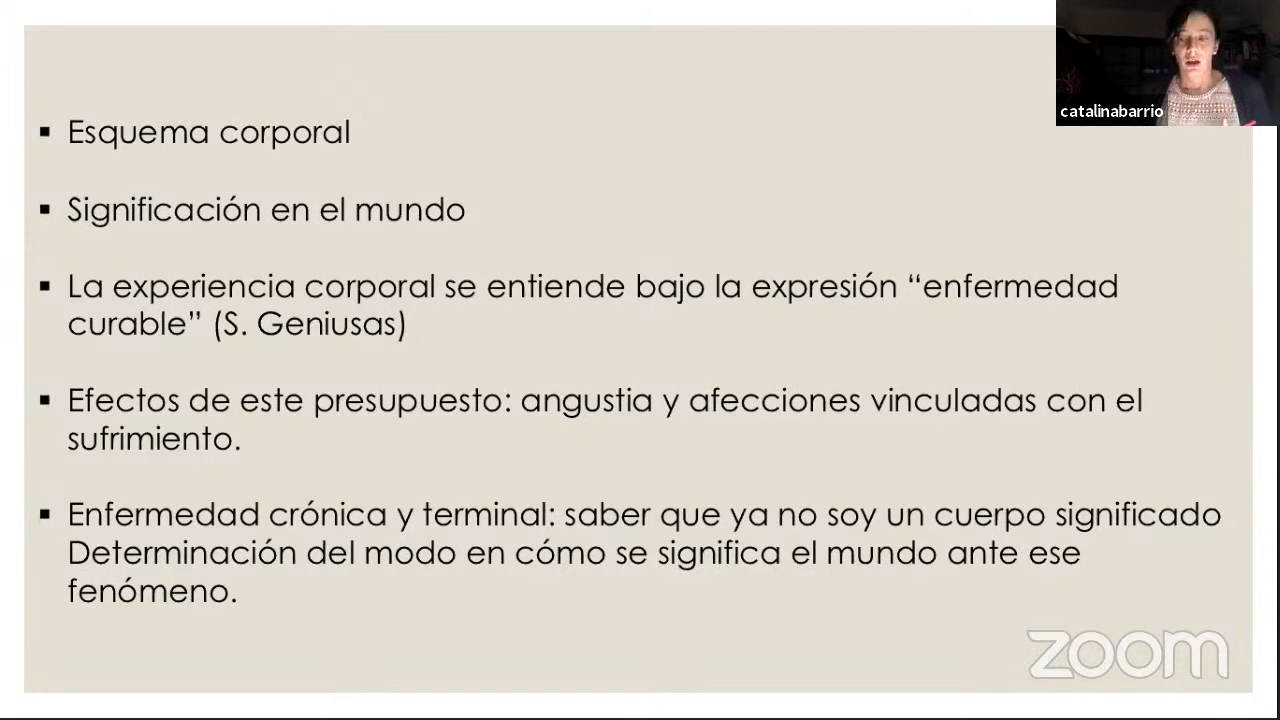 catalinabarrio
▪ Esquema corporal
▪ Significación en el mundo
▪ La experiencia corporal se entiende bajo la expresión “enfermedad
curable” (S. Geniusas)
▪ Efectos de este presupuesto: angustia y afecciones vinculadas con el
sufrimiento.
▪ Enfermedad crónica y terminal: saber que ya no soy un cuerpo significado
Determinación del modo en cómo se significa el mundo ante ese
fenómeno.
zoom